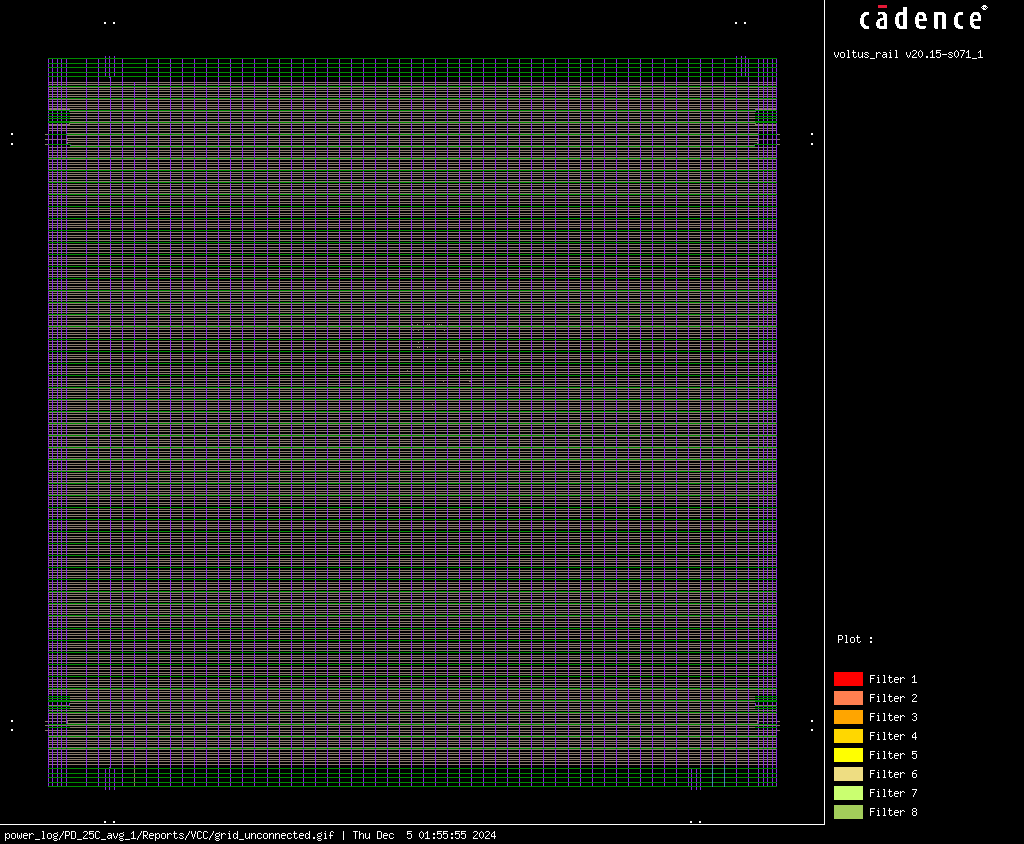 cādence®
voltus_rail v20.15-s071_1
Plot :
Filter 1
Filter 2
Filter 3
Filter 4
Filter 5
Filter 6
Filter 7
Filter 8
power_log/PD_25C_avg_1/Reports/VCC/grid_unconnected.gif | Thu Dec  5 01:55:55 2024